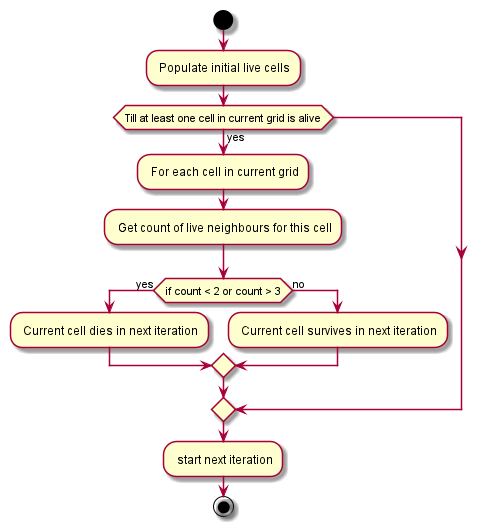 Populate initial live cells
Till at least one cell in current grid is alive
yes
For each cell in current grid
Get count of live neighbours for this cell
yes
if count < 2 or count > 3
no
Current cell dies in next iteration
Current cell survives in next iteration
start next iteration